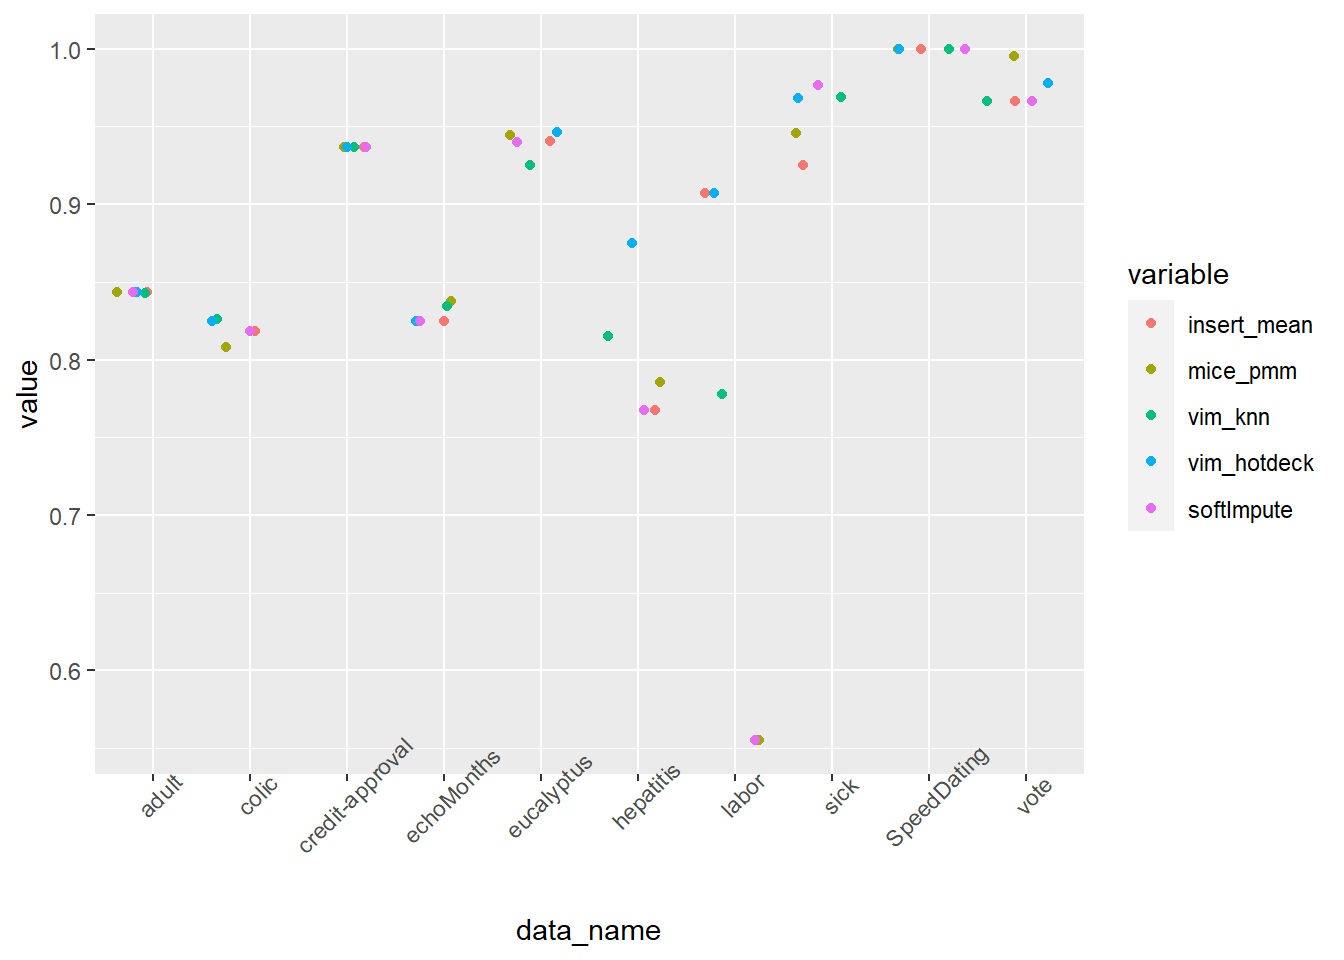 1.0
0.9
0.8
0.7
0.6
value
adult
colic
credit-approval
echoMonths
eucalyptus
hepatitis
labor
sick
SpeedDating
vote
data_name
variable
insert_mean
mice_pmm
vim_knn
vim_hotdeck
softImpute